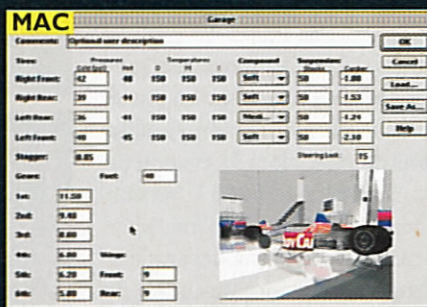 MAC
Garage
Comments: Optional user description OK
Tires: Pressures Temperatures Compound Suspension Cancel
Cold (psi) Hot O M I Shocks Camber
Right Front: 42 48 150 150 150 Soft 50 -1.88 Load...
Right Rear: 39 44 150 150 150 Soft 50 -1.53 Save As...
Left Rear: 36 41 150 150 150 50 -1.24 Help
Left Front: 40 45 150 150 150 Soft 50 -2.10
Stagger: 0.85 Steering Lock: 15
Gears: Fuel: 40
1st: 11.50
2nd: 9.48
3rd: 8.00
4th: 6.80 Wings:
5th: 6.20 Front: 9
6th: 5.80 Rear: 9